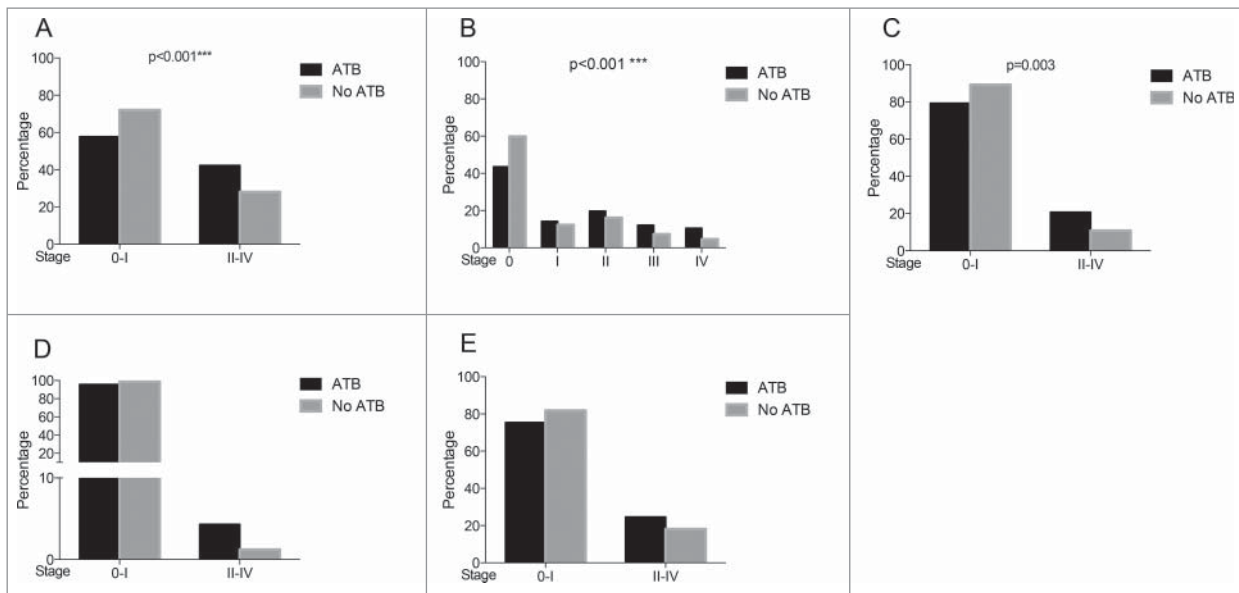 A
p<0.001***
ATB
No ATB
Percentage
100
80
60
40
20
0
Stage
0-I
II-IV
B
p<0.001 ***
ATB
No ATB
Percentage
100
80
60
40
20
0
Stage
0
I
II
III
IV
C
p=0.003
ATB
No ATB
Percentage
100
80
60
40
20
0
Stage
0-I
II-IV
D
ATB
No ATB
Percentage
100
80
60
40
20
10
0
Stage
0-I
II-IV
E
ATB
No ATB
Percentage
100
80
60
40
20
0
Stage
0-I
II-IV